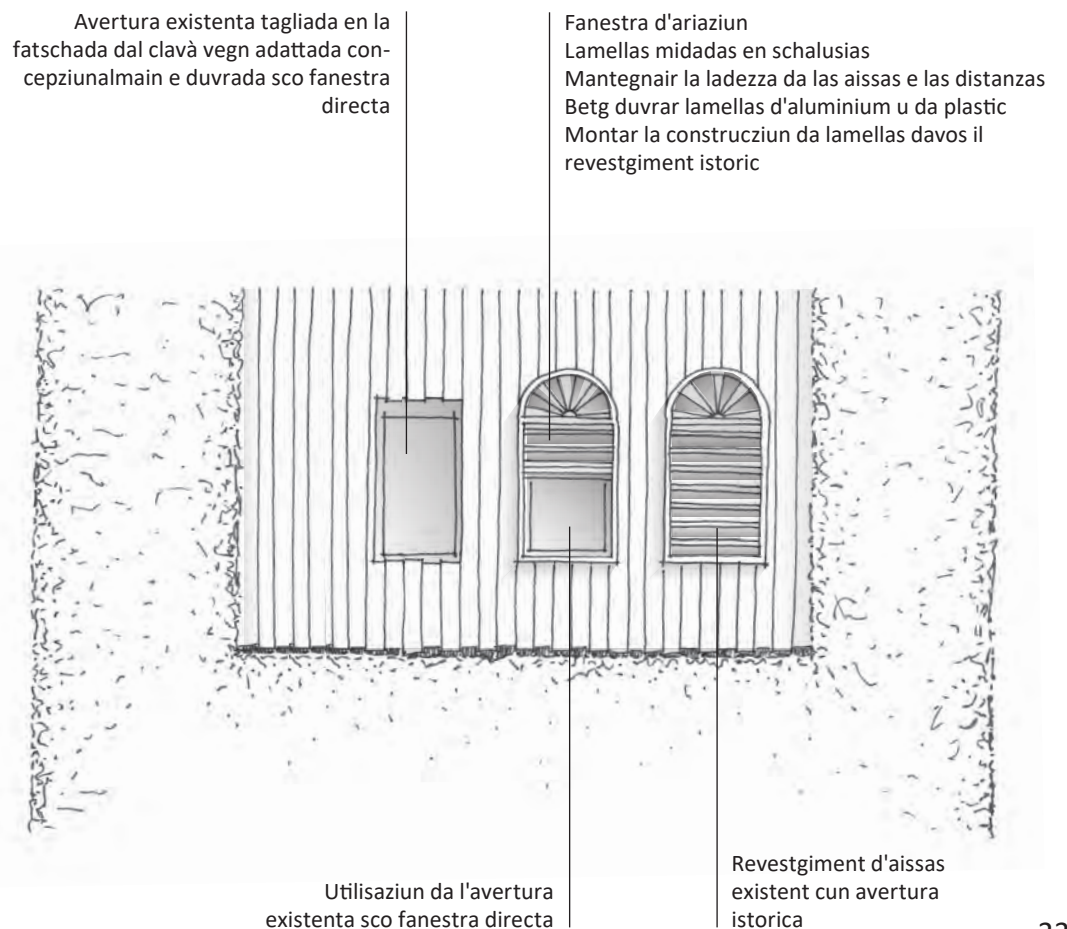 Avertura existenta tagliada en la
fatschada dal clavà vegn adattada con-
cepziunalmain e duvrada sco fanestra
directa
Fanestra d'ariaziun
Lamellas midadas en schalusias
Mantegnair la ladezza da las aissas e las distanzas
Betg duvrar lamellas d'aluminium u da plastic
Montar la construcziun da lamellas davos il
revestgiment istoric
Utilisaziun da l'avertura
existenta sco fanestra directa
Revestgiment d'aissas
existent cun avertura
istorica